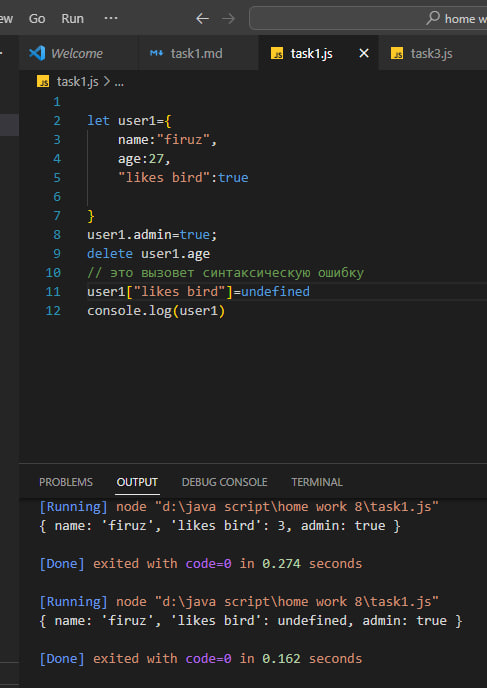 ew Go Run ··· ← → home w
Welcome task1.md task1.js × task3.js
task1.js > ...
1
2 let user1={
3 name:"firuz",
4 age:27,
5 "likes bird":true
6
7 }
8 user1.admin=true;
9 delete user1.age
10 // это вызовет синтаксическую ошибку
11 user1["likes bird"]=undefined
12 console.log(user1)
PROBLEMS OUTPUT DEBUG CONSOLE TERMINAL
[Running] node "d:\java script\home work 8\task1.js"
{ name: 'firuz', 'likes bird': 3, admin: true }
[Done] exited with code=0 in 0.274 seconds
[Running] node "d:\java script\home work 8\task1.js"
{ name: 'firuz', 'likes bird': undefined, admin: true }
[Done] exited with code=0 in 0.162 seconds